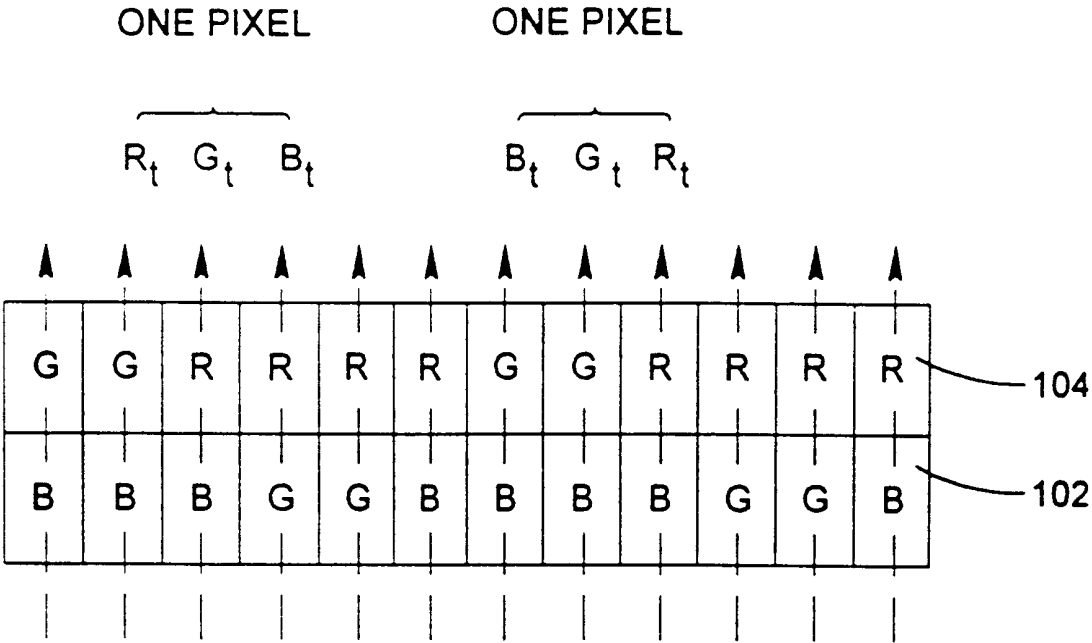 ONE PIXEL ONE PIXEL
Rt Gt Bt Bt Gt Rt
G G R R R R G G R R R R
104
B B B G G B B B B G G B
102